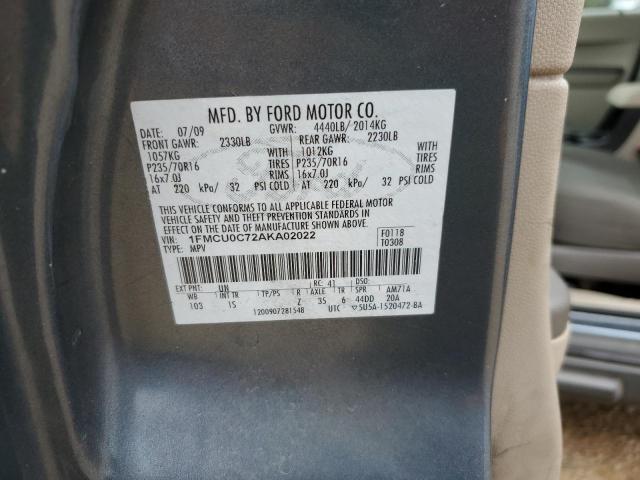 MFD. BY FORD MOTOR CO.
DATE: 07/09 GVWR: 4440LB/ 2014KG
FRONT GAWR: 2330LB REAR GAWR: 2230LB
1057KG WITH 1012KG WITH
P235/70R16 TIRES P235/70R16 TIRES
16x7.0J RIMS 16x7.0J RIMS
AT 220 kPa/ 32 PSI COLD AT 220 kPa/ 32 PSI COLD
THIS VEHICLE CONFORMS TO ALL APPLICABLE FEDERAL MOTOR
VEHICLE SAFETY AND THEFT PREVENTION STANDARDS IN
EFFECT ON THE DATE OF MANUFACTURE SHOWN ABOVE.
VIN: 1FMCU0C72AKA02022 F0118
TYPE: MPV T0308
EXT PNT: UN RC: 41 DSO:
WB INT TR TP/PS R AXLE TR SPR AM71A
103 IS Z 35 6 44DD 20A
1200907281548 UTC 5U5A-1520472-BA